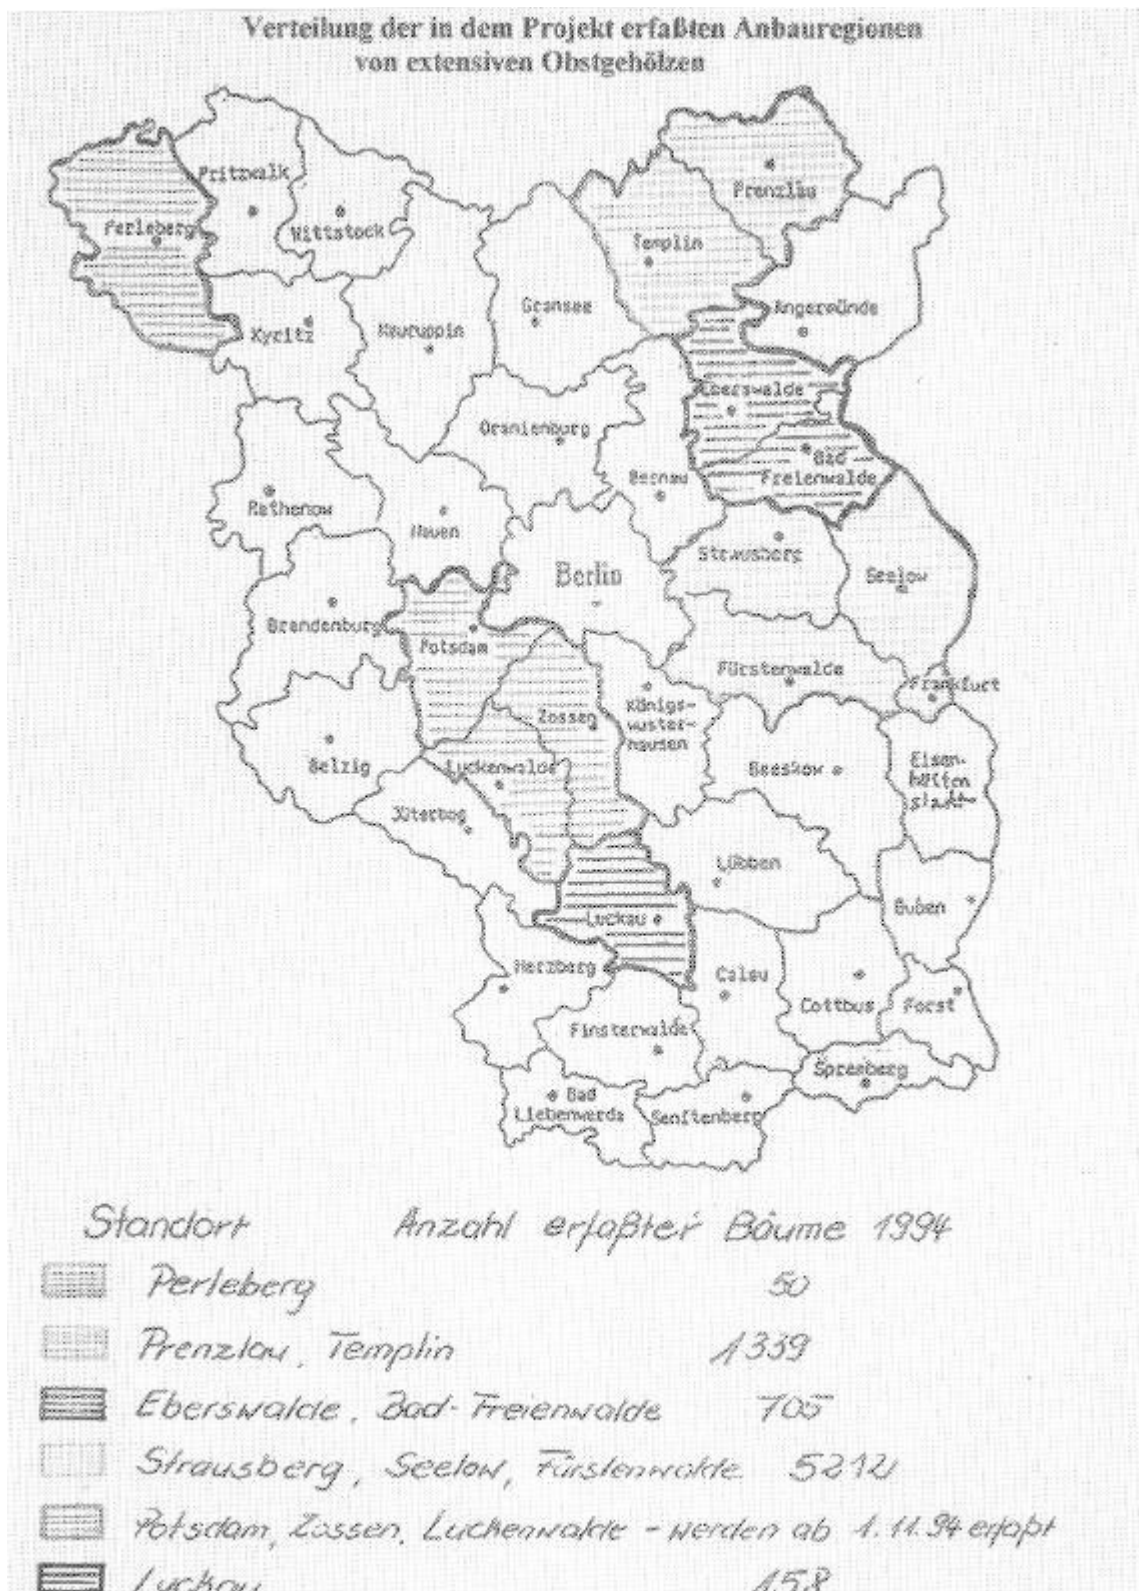 Verteilung der in dem Projekt erfaßten Anbauregionen
von extensiven Obstgehölzen
Pritzwalk
Prenzlau
Perleberg
Wittstock
Templin
Gransee
Angermünde
Kyritz
Neuruppin
Eberswalde
Oranienburg
Bad
Freienwalde
Bernau
Rathenow
Nauen
Strausberg
Berlin
Seelow
Brandenburg
Potsdam
Fürstenwalde
Frankfurt
Königs-
wuster-
hausen
Zossen
Belzig
Luckenwalde
Beeskow
Eisen-
hütten
stadt
Jüterbog
Lübben
Guben
Luckau
Herzberg
Calau
Cottbus
Forst
Finsterwalde
Spremberg
Bad
Liebenwerda
Senftenberg
Standort Anzahl erfaßter Bäume 1994
Perleberg 50
Prenzlau, Templin 1339
Eberswalde, Bad-Freienwalde 705
Strausberg, Seelow, Fürstenwalde 5212
Potsdam, Zossen, Luckenwalde - werden ab 1.11.94 erfaßt
Luckau 158